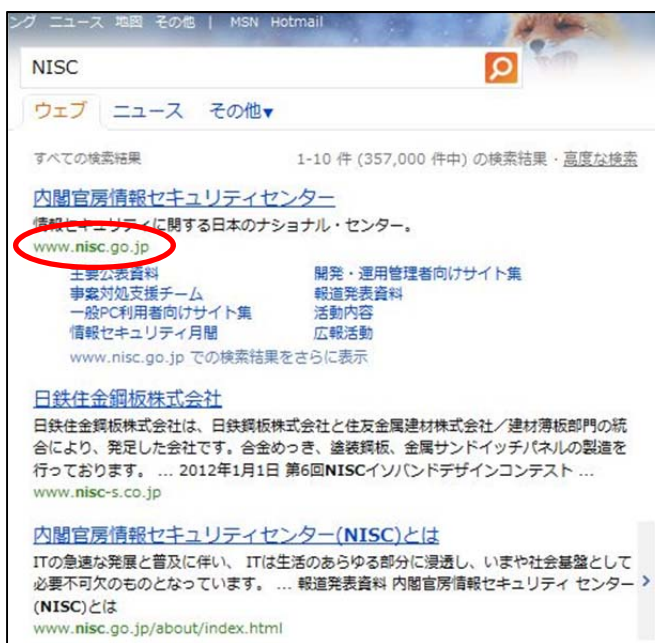 ング ニュース 地図 その他 | MSN Hotmail
NISC
ウェブ ニュース その他▼
すべての検索結果 1-10 件 (357,000 件中) の検索結果・高度な検索
内閣官房情報セキュリティセンター
情報セキュリティに関する日本のナショナル・センター。
www.nisc.go.jp
主要公表資料 開発・運用管理者向けサイト集
事案対処支援チーム 報道発表資料
一般PC利用者向けサイト集 活動内容
情報セキュリティ月間 広報活動
www.nisc.go.jp での検索結果をさらに表示
日鉄住金鋼板株式会社
日鉄住金鋼板株式会社は、日鉄鋼板株式会社と住友金属建材株式会社／建材薄板部門の統
合により、発足した会社です。合金めっき、塗装鋼板、金属サンドイッチパネルの製造を
行っております。 ... 2012年1月1日 第6回NISCイソバンドデザインコンテスト ...
www.nisc-s.co.jp
内閣官房情報セキュリティセンター(NISC)とは
ITの急速な発展と普及に伴い、 ITは生活のあらゆる部分に浸透し、いまや社会基盤として
必要不可欠のものとなっています。 ... 報道発表資料 内閣官房情報セキュリティ センター
(NISC)とは
www.nisc.go.jp/about/index.html